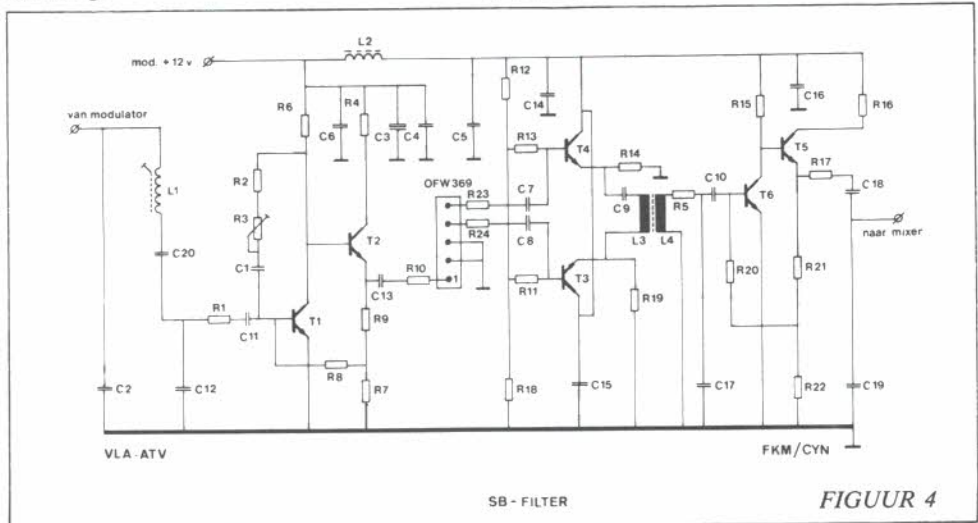 L2
mod. +12 v
R12
R6
R4
C6
C3
C4
C5
C14
R15
C16
R16
van modulator
R13
T4
R14
T5
R17
L1
R2
OFW369
R23
C7
C9
R5
C10
T6
C18
R3
T2
R24
C8
L3
L4
naar mixer
C20
C1
C13
R10
1
R11
T3
R19
R20
R21
R1
C11
T1
R9
R8
R7
C2
C12
R18
C15
C17
R22
C19
VLA-ATV
FKM/CYN
SB-FILTER
FIGUUR 4